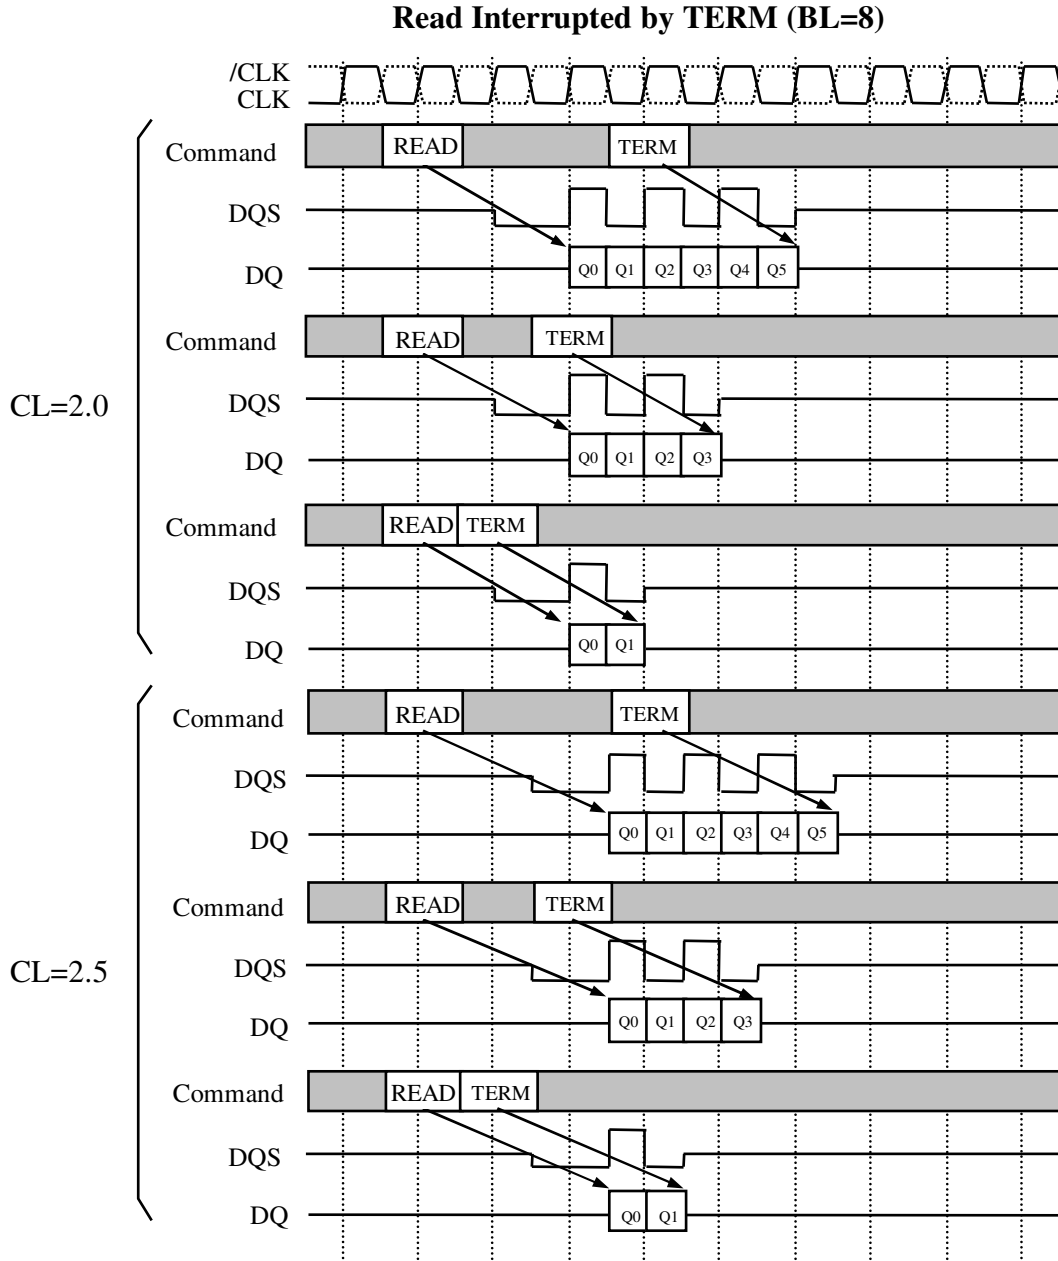 Read Interrupted by TERM (BL=8)
/CLK
CLK
Command READ TERM
DQS
DQ Q0 Q1 Q2 Q3 Q4 Q5
Command READ TERM
CL=2.0
DQS
DQ Q0 Q1 Q2 Q3
Command READ TERM
DQS
DQ Q0 Q1
Command READ TERM
DQS
DQ Q0 Q1 Q2 Q3 Q4 Q5
Command READ TERM
CL=2.5
DQS
DQ Q0 Q1 Q2 Q3
Command READ TERM
DQS
DQ Q0 Q1